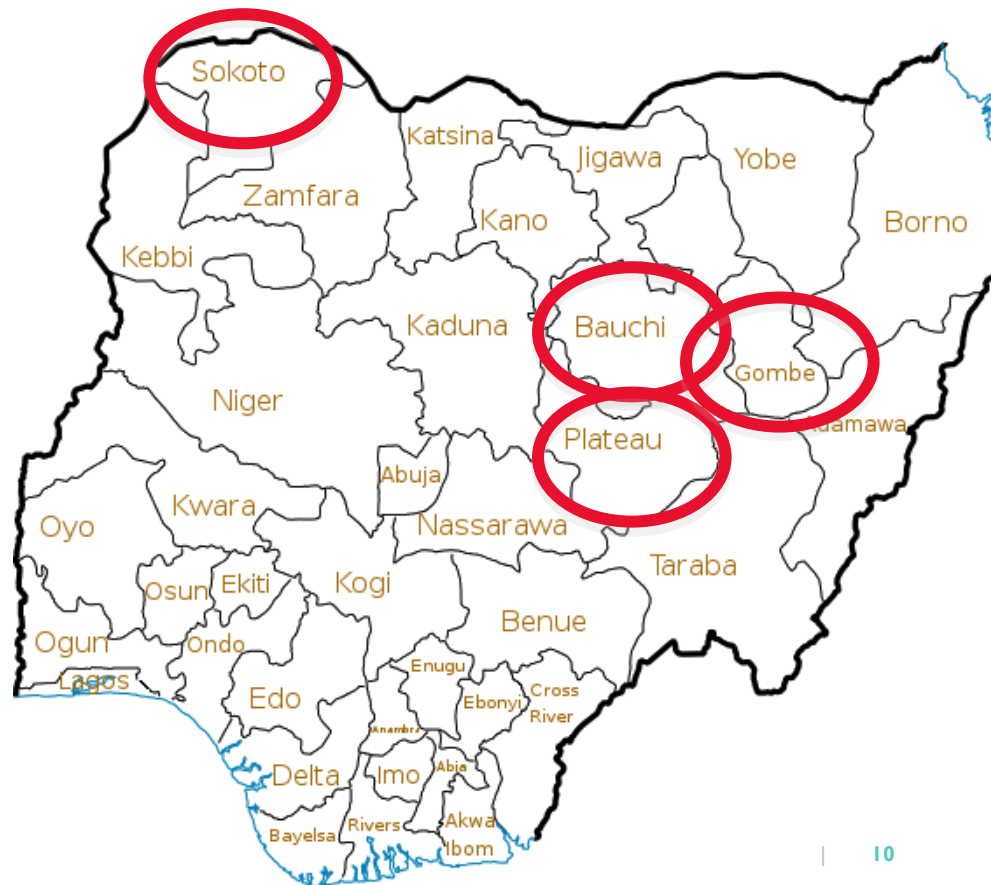 Sokoto
Katsina
Jigawa
Yobe
Zamfara
Kano
Borno
Kebbi
Kaduna
Bauchi
Gombe
Niger
Adamawa
Plateau
Abuja
Kwara
Nassarawa
Oyo
Taraba
Osun
Ekiti
Kogi
Benue
Ogun
Ondo
Enugu
Lagos
Edo
Ebonyi
Cross
River
Anambra
Abia
Delta
Imo
Bayelsa
Rivers
Akwa
Ibom
| 10